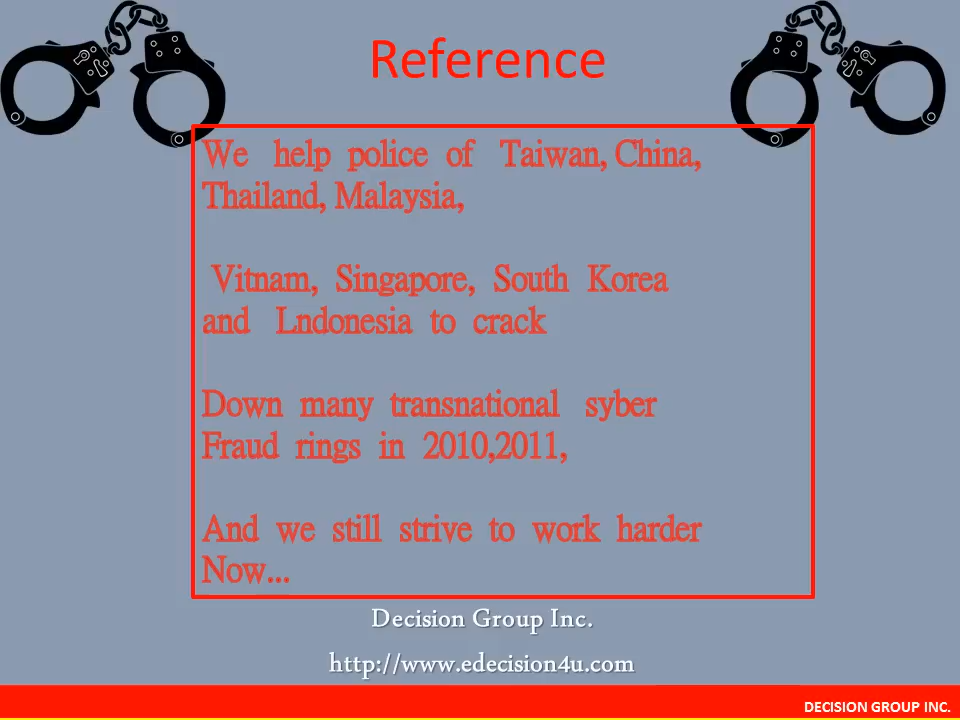 Reference
We help police of Taiwan, China,
Thailand, Malaysia,
Vitnam, Singapore, South Korea
and Lndonesia to crack
Down many transnational syber
Fraud rings in 2010,2011,
And we still strive to work harder
Now...
Decision Group Inc.
http://www.edecision4u.com
DECISION GROUP INC.